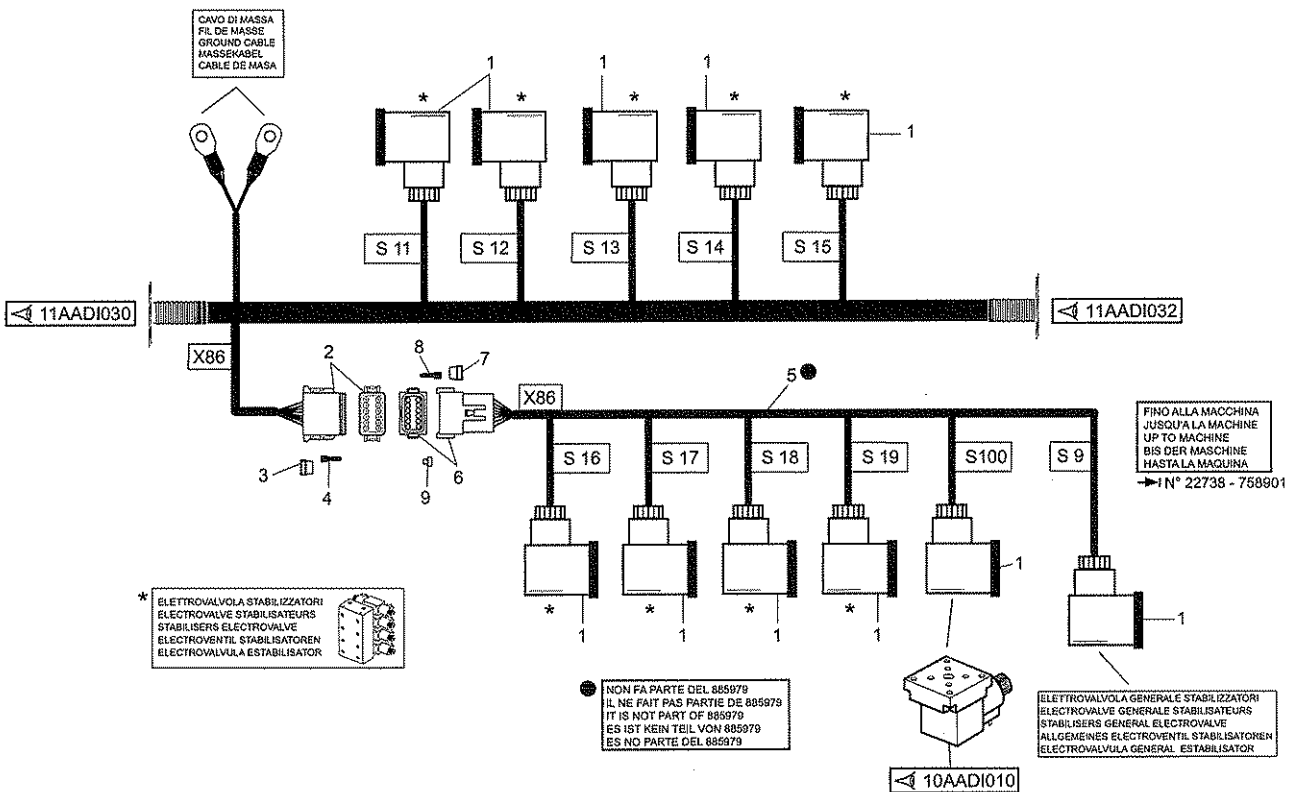 CAVO DI MASSA
FIL DE MASSE
GROUND CABLE
MASSEKABEL
CABLE DE MASA
1
1
1
* * * * *
1
S 11
S 12
S 13
S 14
S 15
11AADI030
11AADI032
X86
2
8
7
X86
5
3
4
9
6
S 16
S 17
S 18
S 19
S100
S 9
FINO ALLA MACCHINA
JUSQU'A LA MACHINE
UP TO MACHINE
BIS DER MASCHINE
HASTA LA MAQUINA
N° 22738 - 758901
* * * *
1
1
1
1
1
1
* ELETTROVALVOLA STABILIZZATORI
ELECTROVALVE STABILISATEURS
STABILISERS ELECTROVALVE
ELECTROVENTIL STABILISATOREN
ELECTROVALVULA ESTABILISATOR
NON FA PARTE DEL 885979
IL NE FAIT PAS PARTIE DE 885979
IT IS NOT PART OF 885979
ES IST KEIN TEIL VON 885979
ES NO PARTE DEL 885979
ELETTROVALVOLA GENERALE STABILIZZATORI
ELECTROVALVE GENERALE STABILISATEURS
STABILISERS GENERAL ELECTROVALVE
ALLGEMEINES ELECTROVENTIL STABILISATOREN
ELECTROVALVULA GENERAL ESTABILISATOR
10AADI010